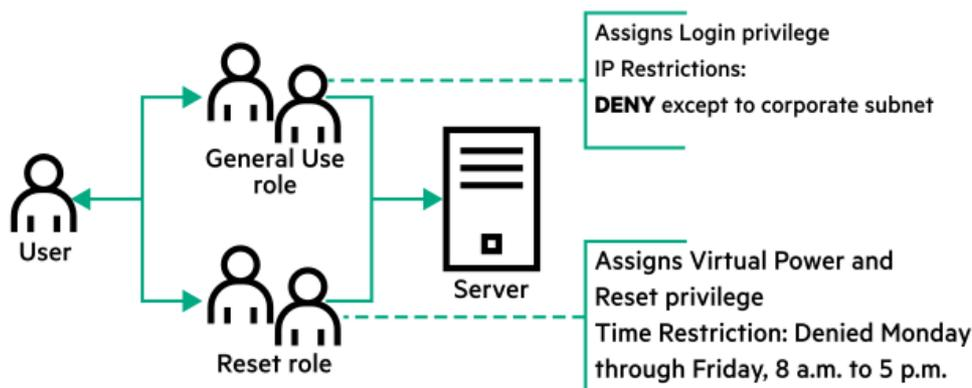 Assigns Login privilege
IP Restrictions:
DENY except to corporate subnet
General Use
role
User
Server
Assigns Virtual Power and
Reset privilege
Time Restriction: Denied Monday
through Friday, 8 a.m. to 5 p.m.
Reset role